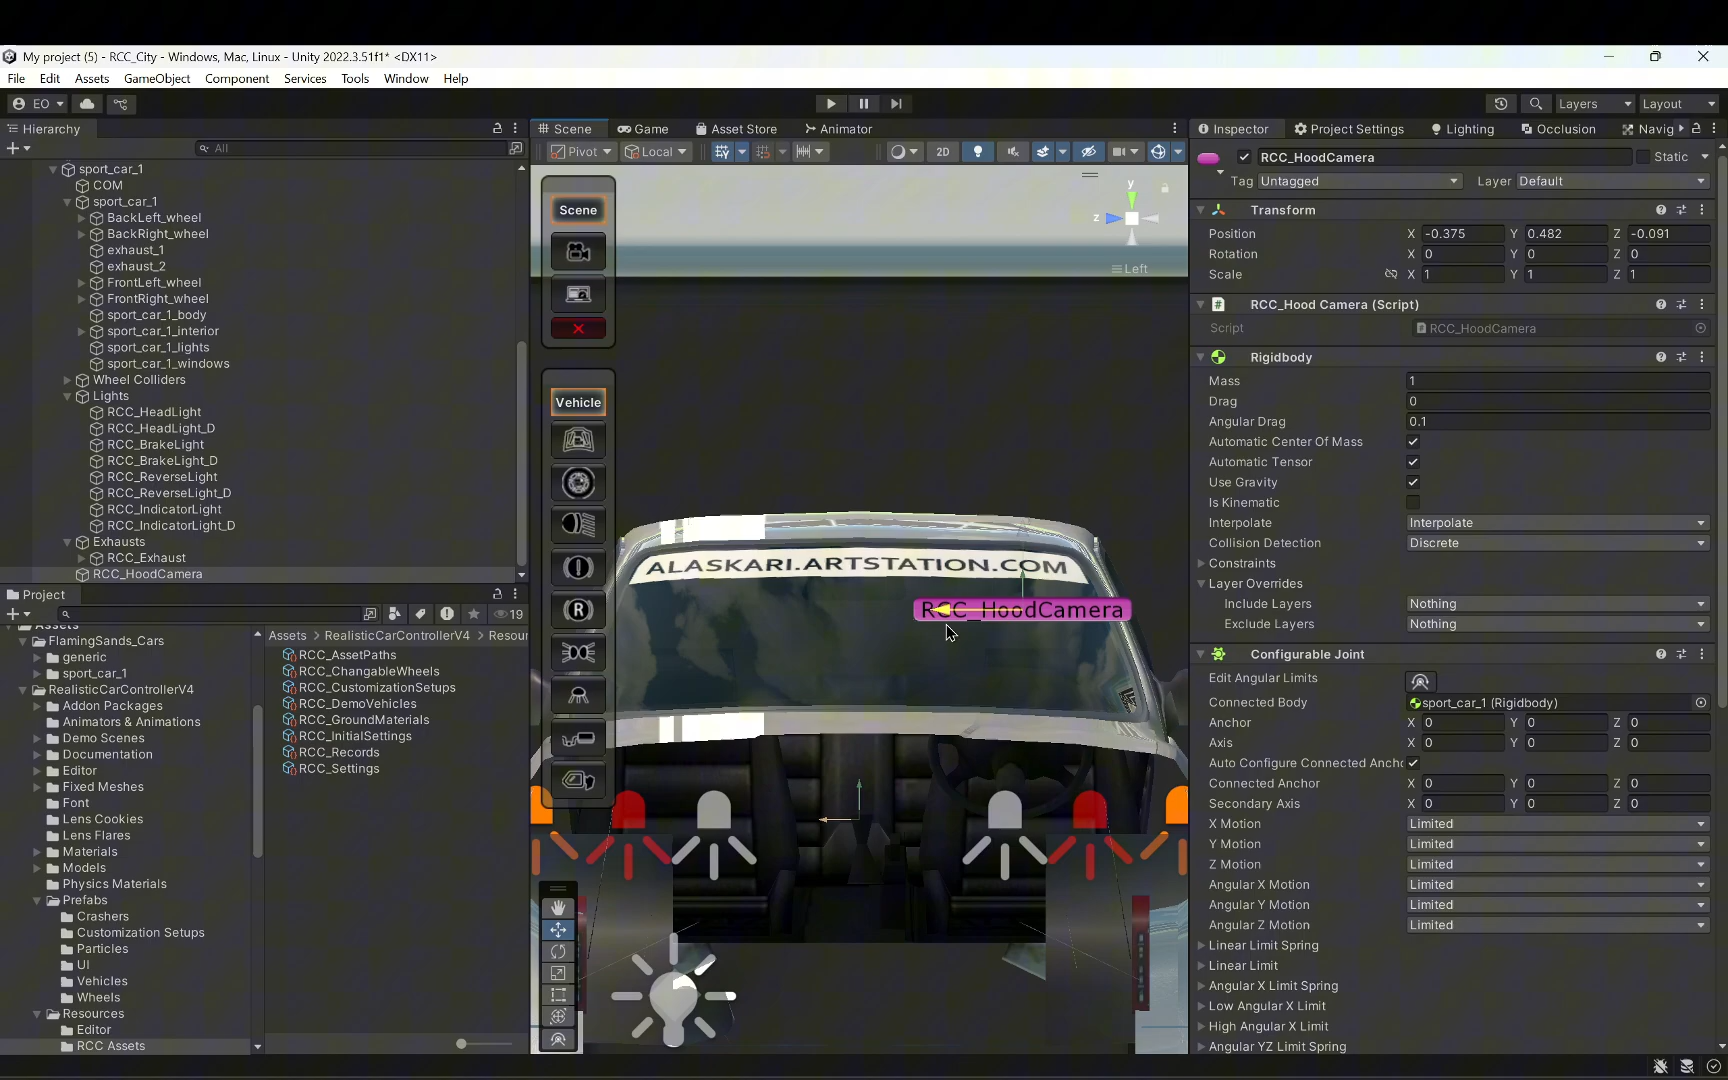 My project (5) - RCC_City - Windows, Mac, Linux - Unity 2022.3.51f1* <DX11>
File Edit Assets GameObject Component Services Tools Window Help
EO
Layers
Layout
Hierarchy
All
sport_car_1
COM
sport_car_1
BackLeft_wheel
BackRight_wheel
exhaust_1
exhaust_2
FrontLeft_wheel
FrontRight_wheel
sport_car_1_body
sport_car_1_interior
sport_car_1_lights
sport_car_1_windows
Wheel Colliders
Lights
RCC_HeadLight
RCC_HeadLight_D
RCC_BrakeLight
RCC_BrakeLight_D
RCC_ReverseLight
RCC_ReverseLight_D
RCC_IndicatorLight
RCC_IndicatorLight_D
Exhausts
RCC_Exhaust
RCC_HoodCamera
Project
19
Assets
FlamingSands_Cars
generic
sport_car_1
RealisticCarControllerV4
Addon Packages
Animators & Animations
Demo Scenes
Documentation
Editor
Fixed Meshes
Font
Lens Cookies
Lens Flares
Materials
Models
Physics Materials
Prefabs
Crashers
Customization Setups
Particles
UI
Vehicles
Wheels
Resources
Editor
RCC Assets
Assets > RealisticCarControllerV4 > Resour
RCC_AssetPaths
RCC_ChangableWheels
RCC_CustomizationSetups
RCC_DemoVehicles
RCC_GroundMaterials
RCC_InitialSettings
RCC_Records
RCC_Settings
Scene Game Asset Store Animator
Pivot Local 2D
Scene
Vehicle
y
z
Left
ALASKARI.ARTSTATION.COM
RCC_HoodCamera
Inspector Project Settings Lighting Occlusion Navig
RCC_HoodCamera Static
Tag Untagged Layer Default
Transform
Position X -0.375 Y 0.482 Z -0.091
Rotation X 0 Y 0 Z 0
Scale X 1 Y 1 Z 1
RCC_Hood Camera (Script)
Script RCC_HoodCamera
Rigidbody
Mass 1
Drag 0
Angular Drag 0.1
Automatic Center Of Mass
Automatic Tensor
Use Gravity
Is Kinematic
Interpolate Interpolate
Collision Detection Discrete
Constraints
Layer Overrides
Include Layers Nothing
Exclude Layers Nothing
Configurable Joint
Edit Angular Limits
Connected Body sport_car_1 (Rigidbody)
Anchor X 0 Y 0 Z 0
Axis X 0 Y 0 Z 0
Auto Configure Connected Ancho
Connected Anchor X 0 Y 0 Z 0
Secondary Axis X 0 Y 0 Z 0
X Motion Limited
Y Motion Limited
Z Motion Limited
Angular X Motion Limited
Angular Y Motion Limited
Angular Z Motion Limited
Linear Limit Spring
Linear Limit
Angular X Limit Spring
Low Angular X Limit
High Angular X Limit
Angular YZ Limit Spring